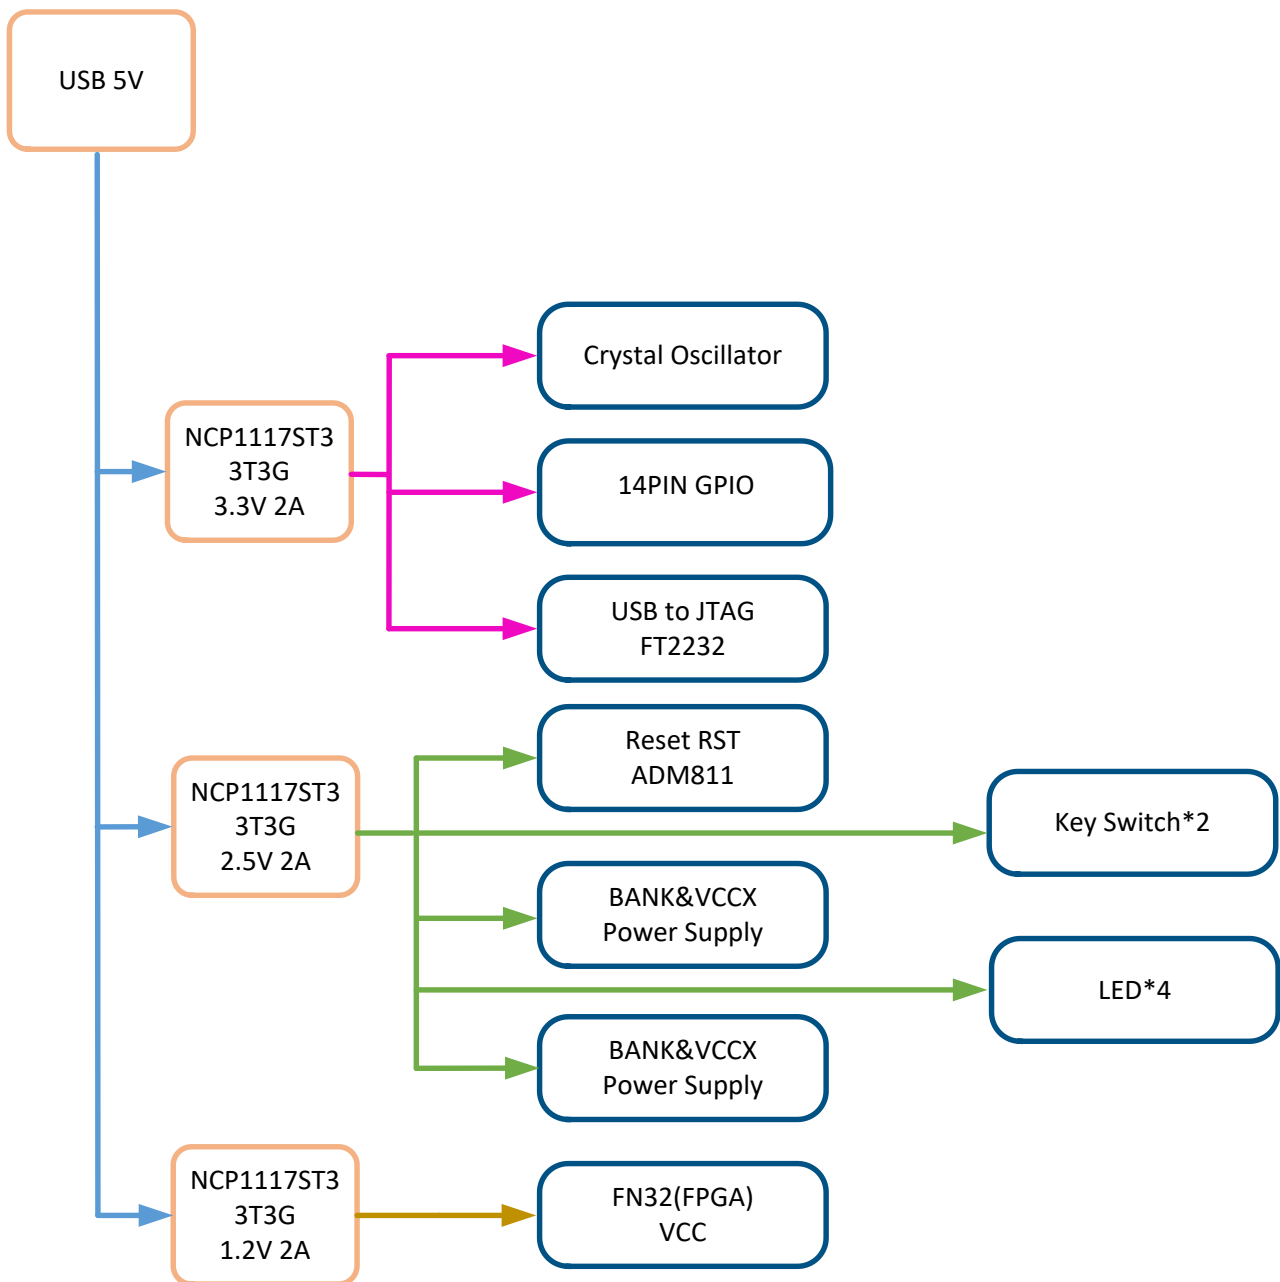 USB 5V
Crystal Oscillator
NCP1117ST3
3T3G
3.3V 2A
14PIN GPIO
USB to JTAG
FT2232
Reset RST
ADM811
NCP1117ST3
3T3G
2.5V 2A
Key Switch*2
BANK&VCCX
Power Supply
LED*4
BANK&VCCX
Power Supply
NCP1117ST3
3T3G
1.2V 2A
FN32(FPGA)
VCC